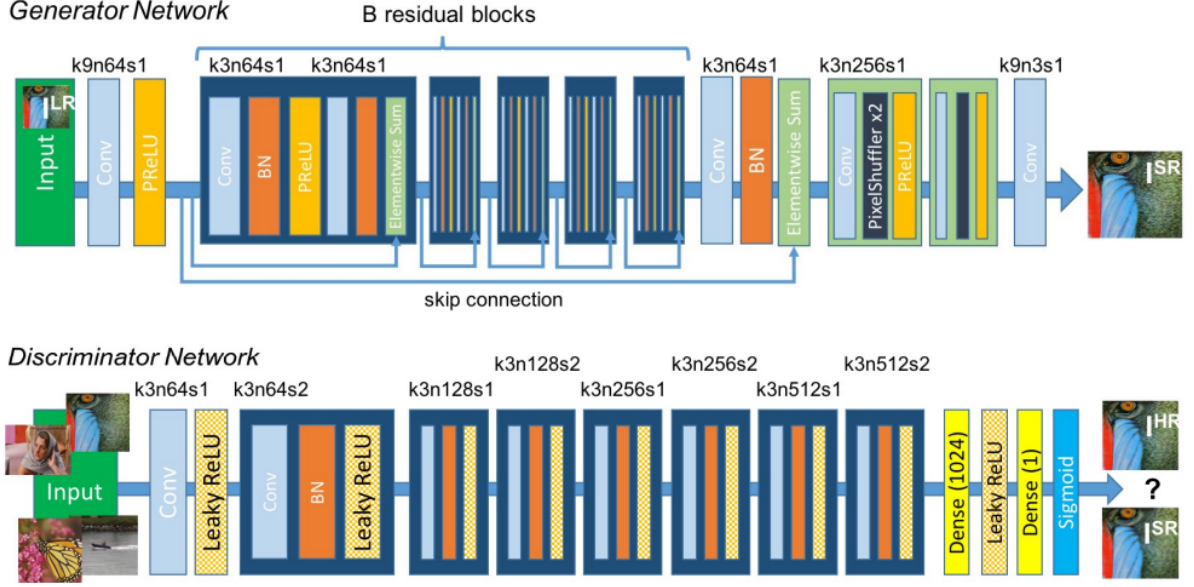 Generator Network
B residual blocks
k9n64s1
k3n64s1 k3n64s1
k3n64s1
k3n256s1
k9n3s1
I^LR
Input
Conv
PReLU
Conv
BN
PReLU
Elementwise Sum
Conv
BN
Elementwise Sum
Conv
PixelShuffler x2
PReLU
Conv
I^SR
skip connection
Discriminator Network
k3n64s1
k3n64s2
k3n128s1
k3n128s2
k3n256s1
k3n256s2
k3n512s1
k3n512s2
Input
Conv
Leaky ReLU
Conv
BN
Leaky ReLU
Dense (1024)
Leaky ReLU
Dense (1)
Sigmoid
I^HR
?
I^SR